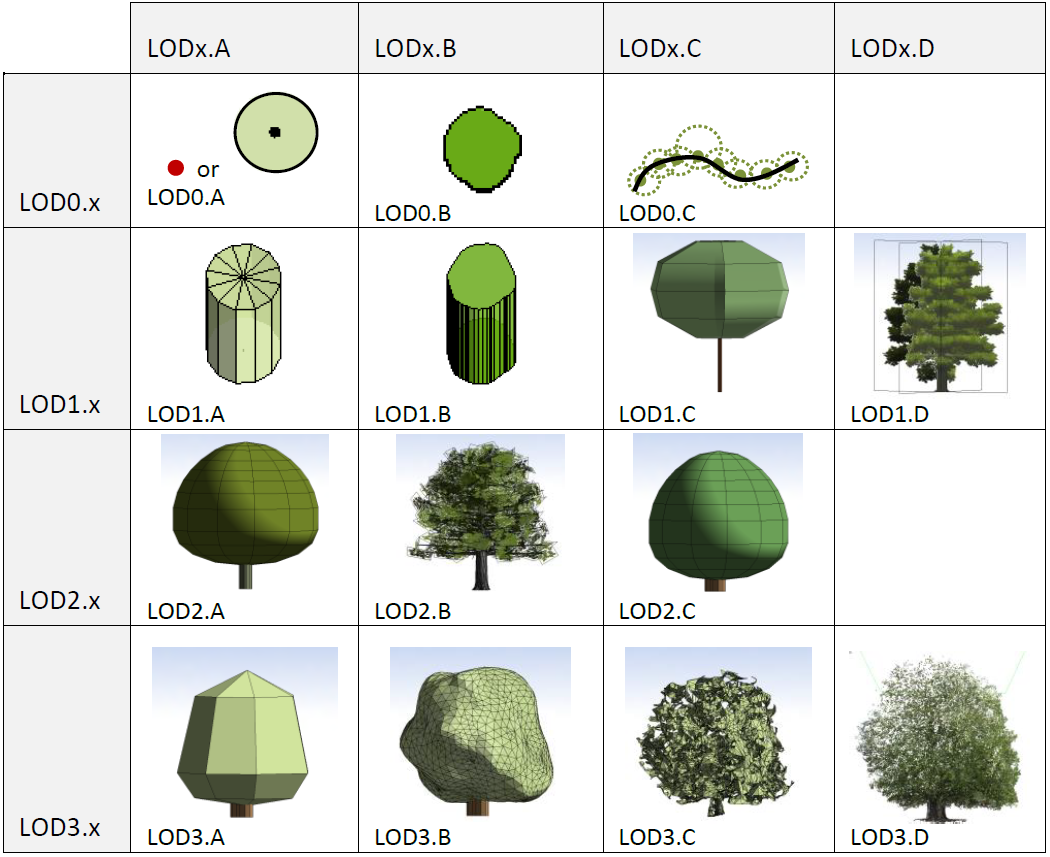 LODx.A LODx.B LODx.C LODx.D
or
LOD0.A
LOD0.x LOD0.B LOD0.C
LOD1.x LOD1.A LOD1.B LOD1.C LOD1.D
LOD2.x LOD2.A LOD2.B LOD2.C
LOD3.x LOD3.A LOD3.B LOD3.C LOD3.D